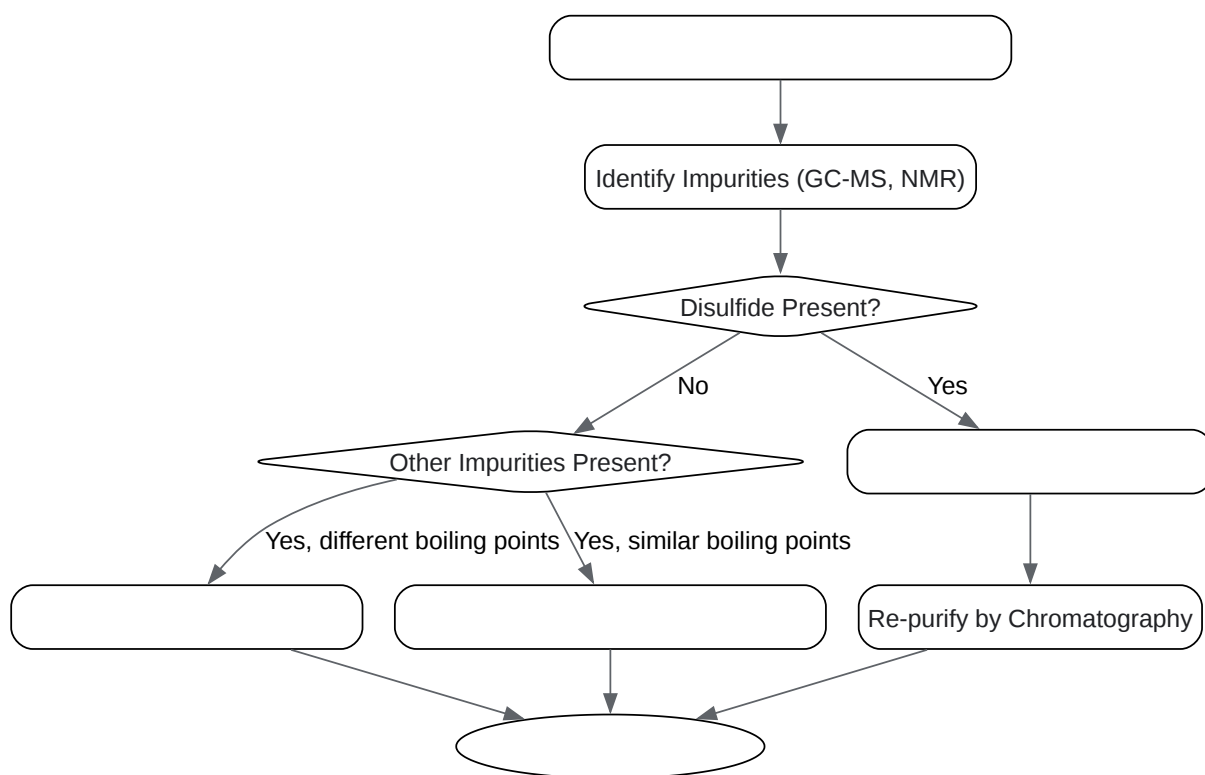 Identify Impurities (GC-MS, NMR)
Disulfide Present?
No
Yes
Other Impurities Present?
Yes, different boiling points
Yes, similar boiling points
Re-purify by Chromatography